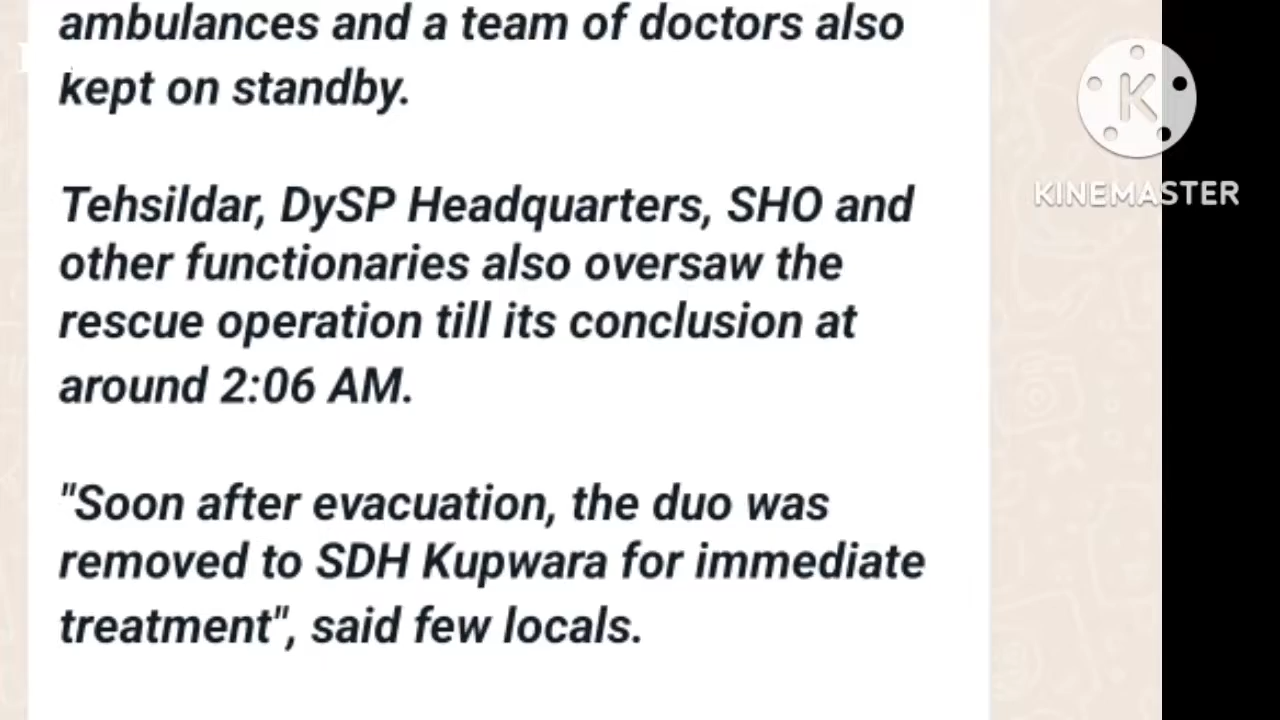 ambulances and a team of doctors also
kept on standby.
Tehsildar, DySP Headquarters, SHO and
other functionaries also oversaw the
rescue operation till its conclusion at
around 2:06 AM.
"Soon after evacuation, the duo was
removed to SDH Kupwara for immediate
treatment", said few locals.
K
KINEMASTER